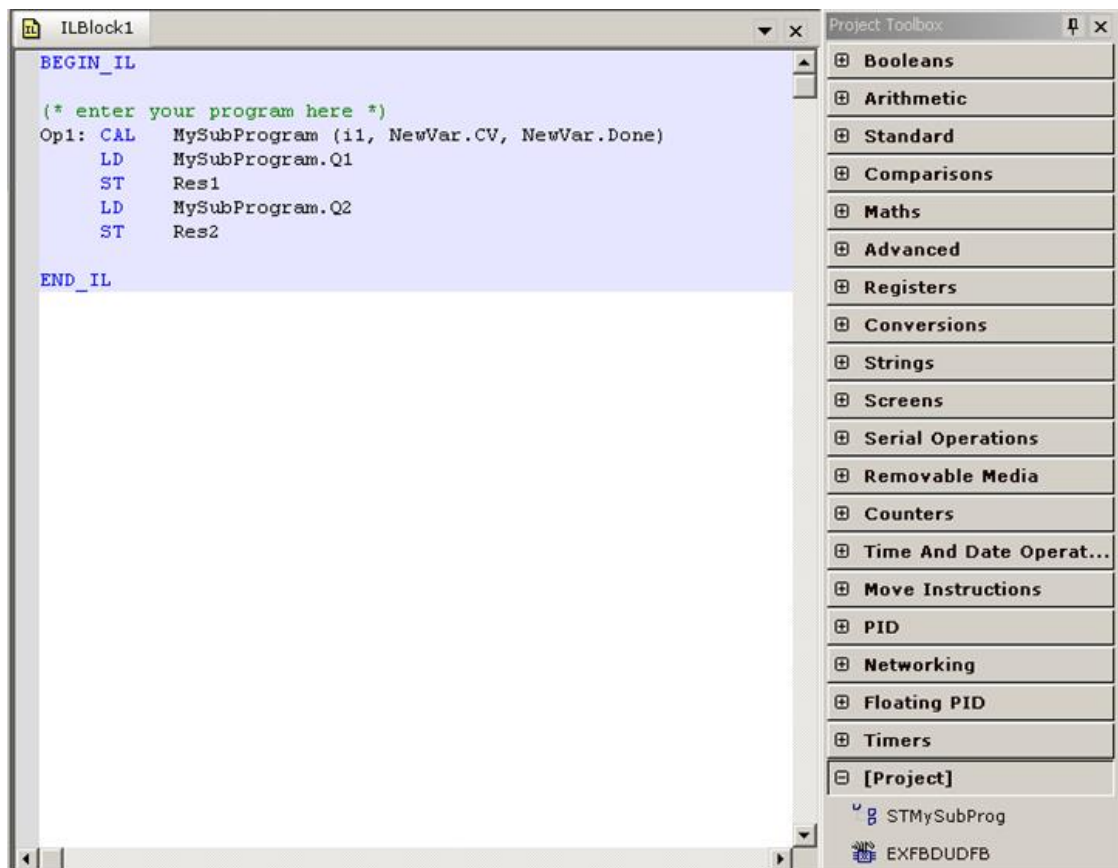 IL ILBlock1
BEGIN_IL
(* enter your program here *)
Op1: CAL MySubProgram (i1, NewVar.CV, NewVar.Done)
LD MySubProgram.Q1
ST Res1
LD MySubProgram.Q2
ST Res2
END_IL
Project Toolbox
Booleans
Arithmetic
Standard
Comparisons
Maths
Advanced
Registers
Conversions
Strings
Screens
Serial Operations
Removable Media
Counters
Time And Date Operat...
Move Instructions
PID
Networking
Floating PID
Timers
[Project]
STMySubProg
EXFBDUDFB